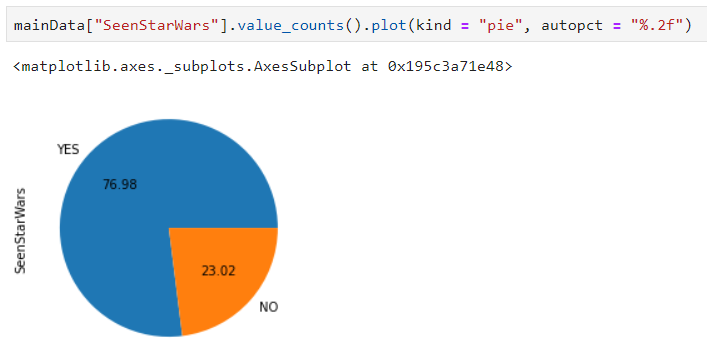 mainData["SeenStarWars"].value_counts().plot(kind = "pie", autopct = "%.2f")
<matplotlib.axes._subplots.AxesSubplot at 0x195c3a71e48>
YES
76.98
SeenStarWars
23.02
NO